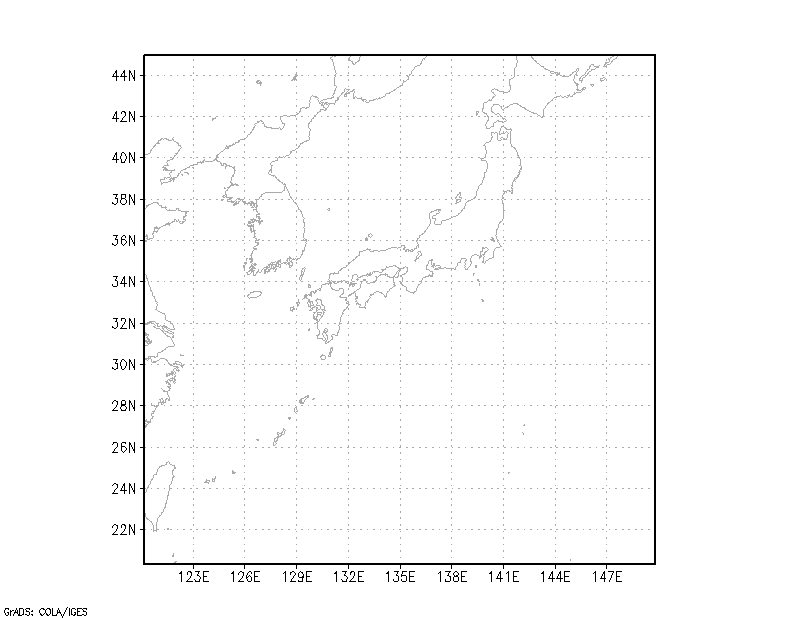 44N
42N
40N
38N
36N
34N
32N
30N
28N
26N
24N
22N
123E 126E 129E 132E 135E 138E 141E 144E 147E
GrADS: COLA/IGES